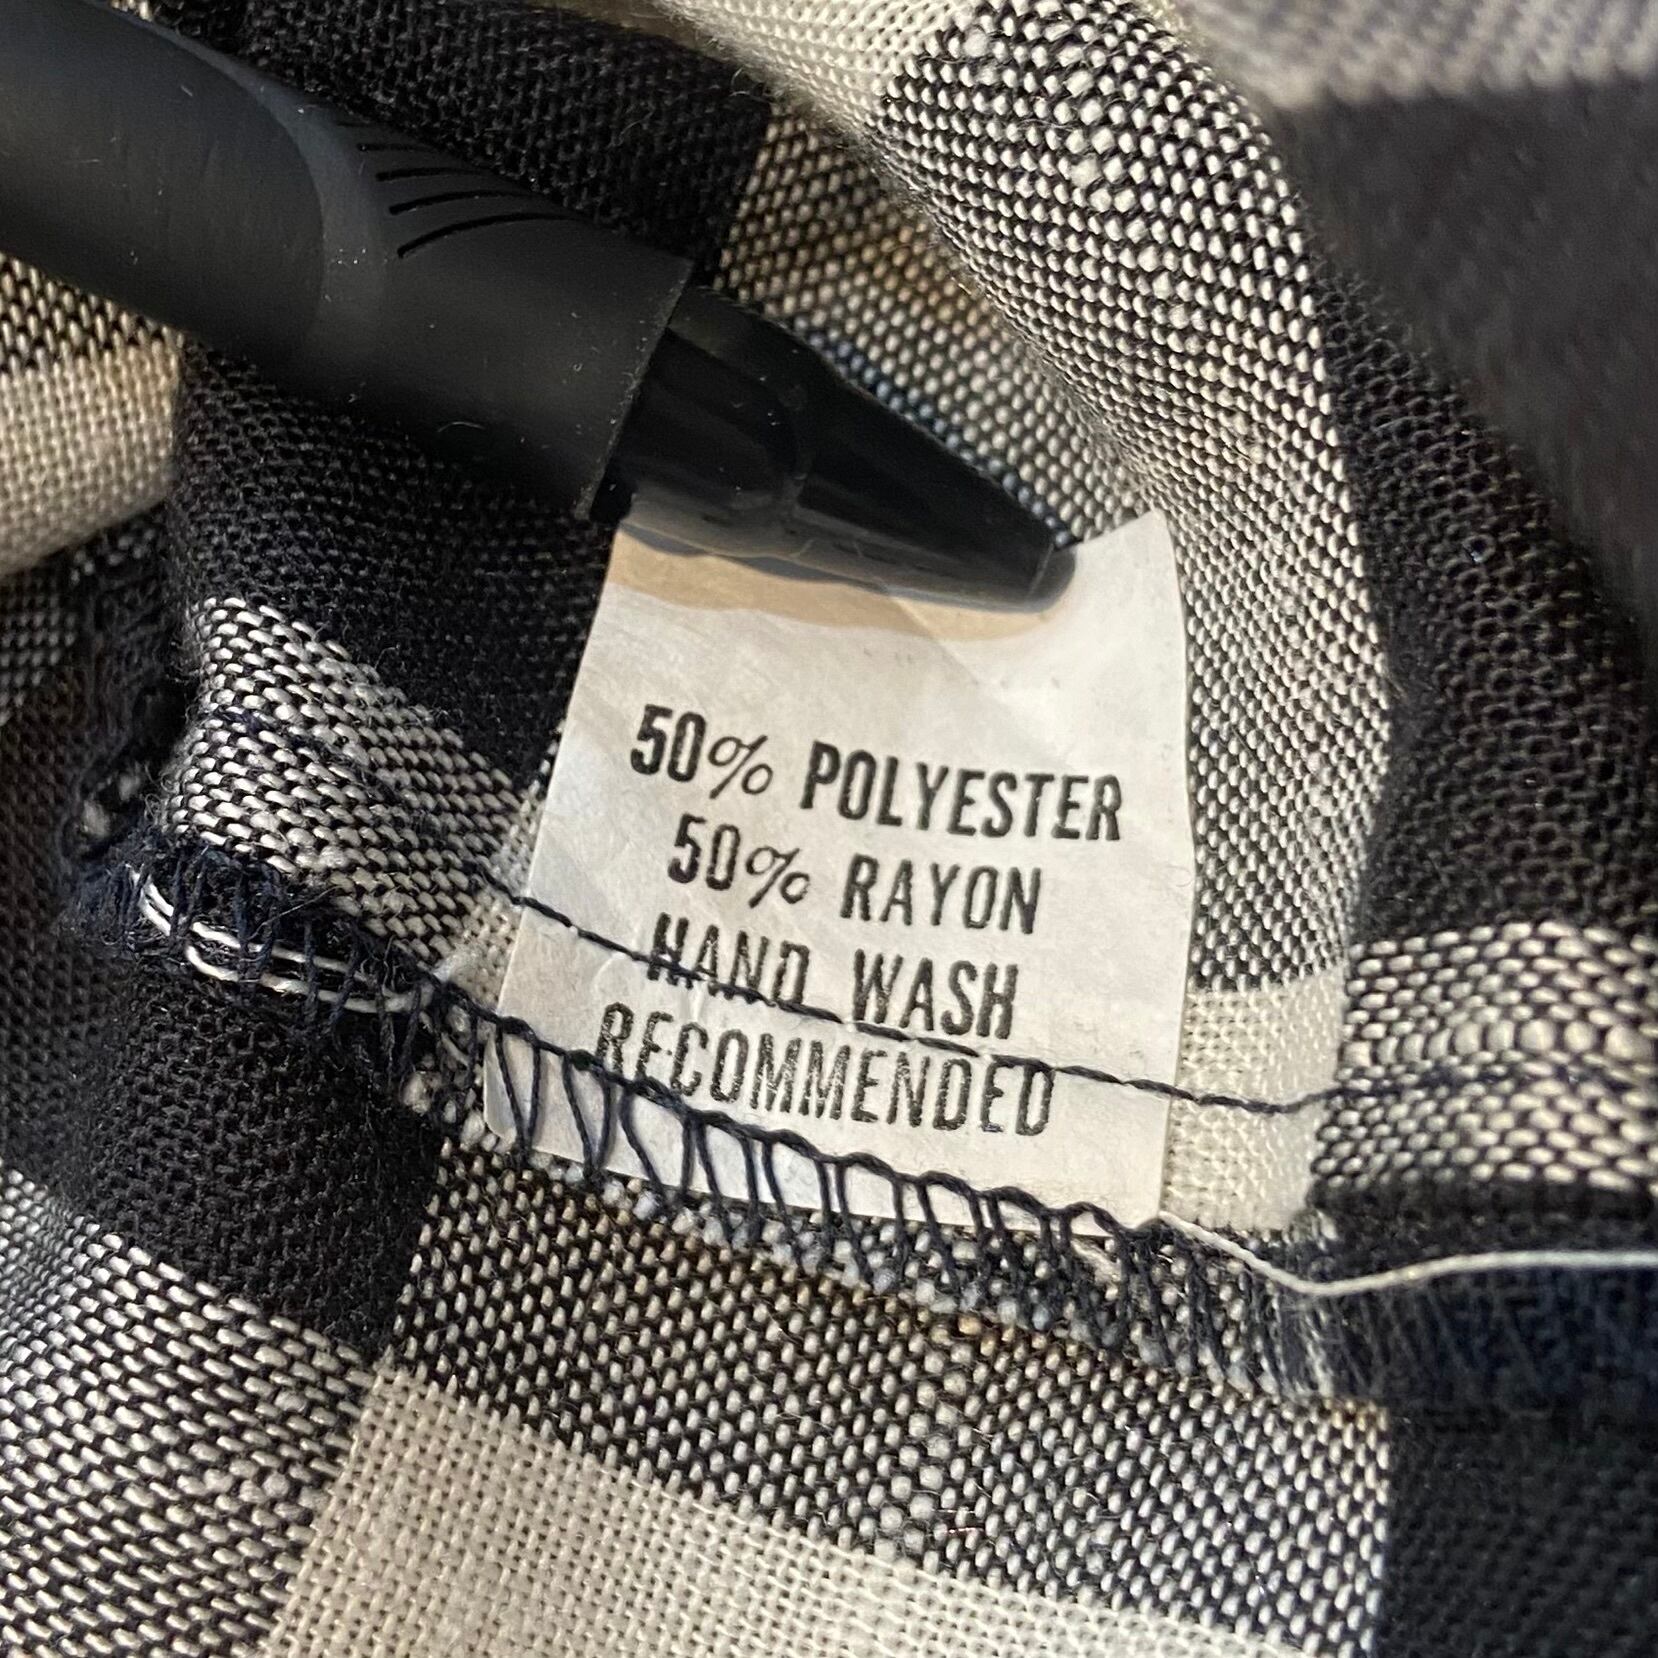 50% POLYESTER
50% RAYON
HAND WASH
RECOMMENDED